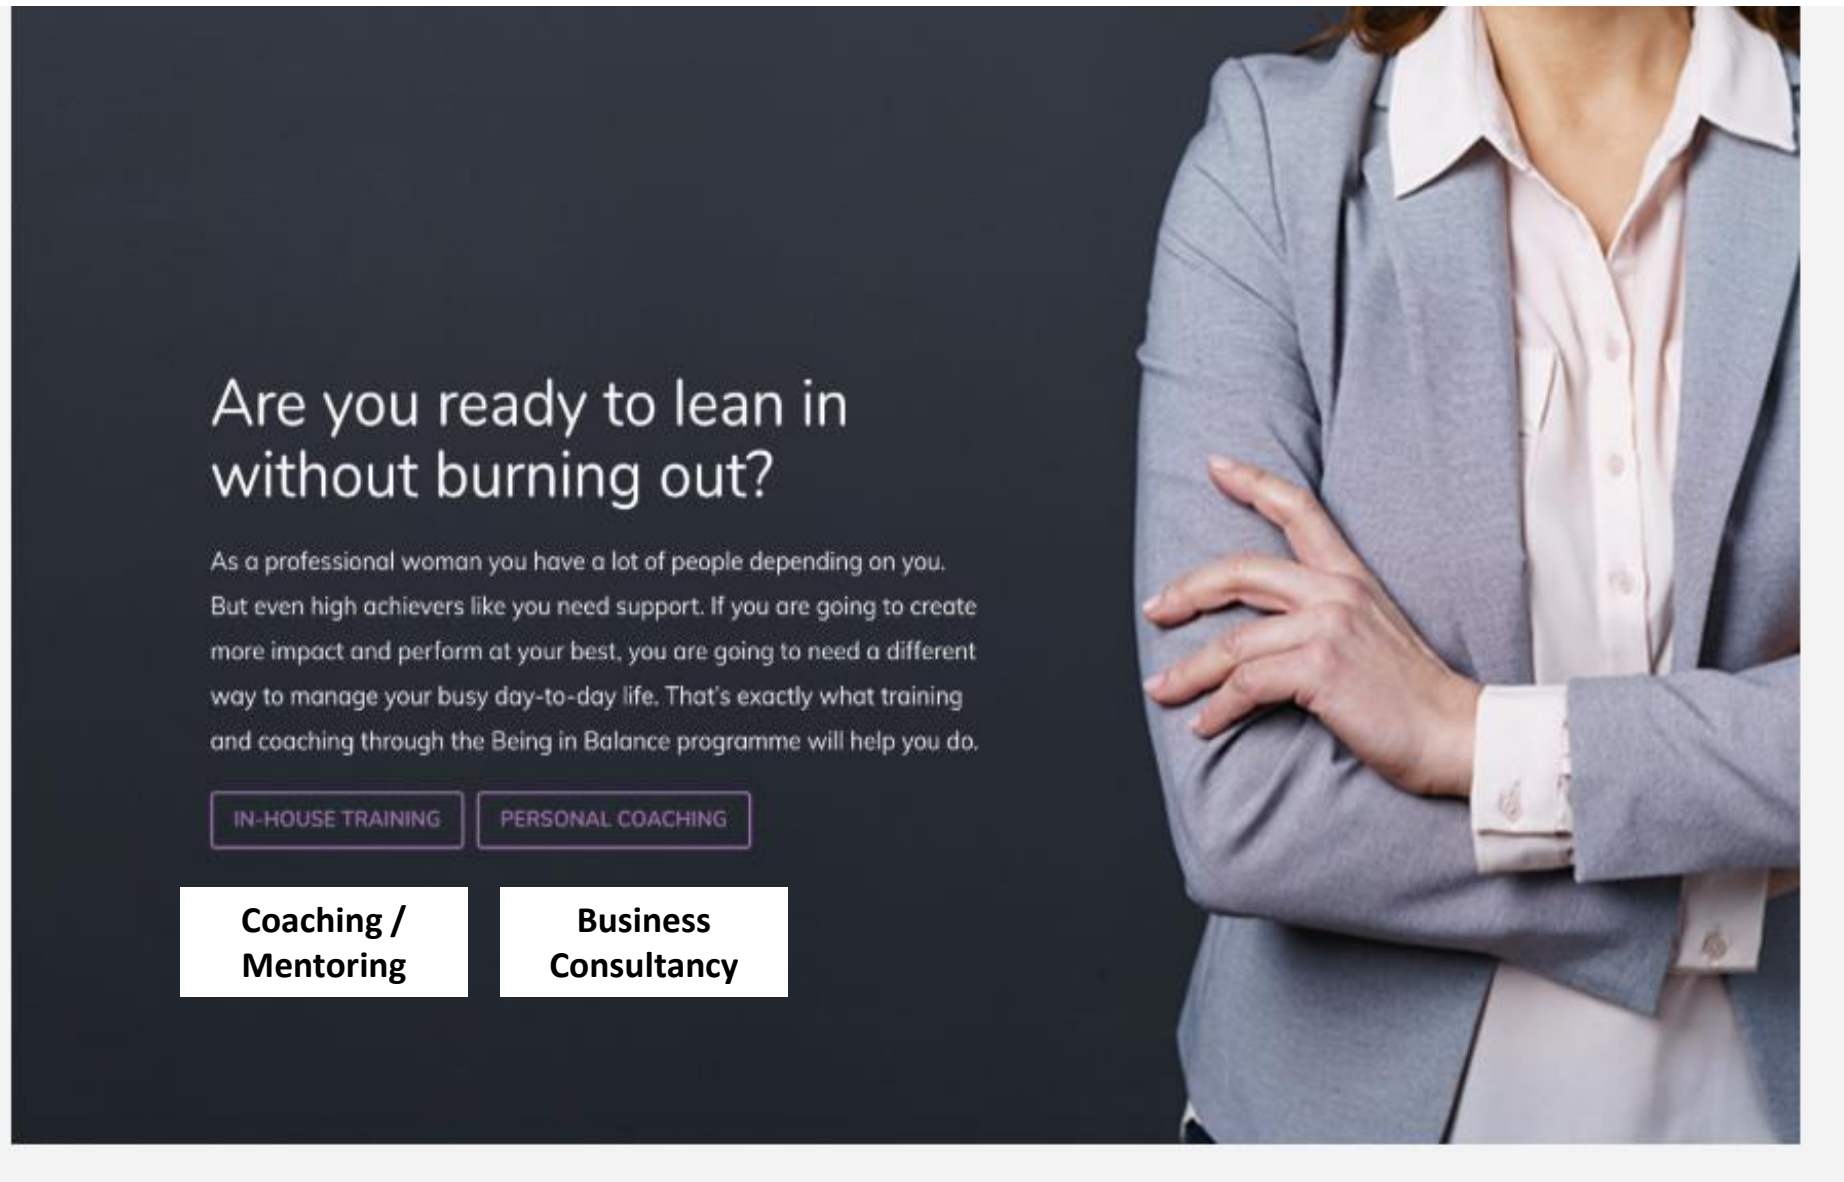 Are you ready to lean in
without burning out?
As a professional woman you have a lot of people depending on you.
But even high achievers like you need support. If you are going to create
more impact and perform at your best, you are going to need a different
way to manage your busy day-to-day life. That's exactly what training
and coaching through the Being in Balance programme will help you do.
IN-HOUSE TRAINING PERSONAL COACHING
Coaching /
Mentoring
Business
Consultancy